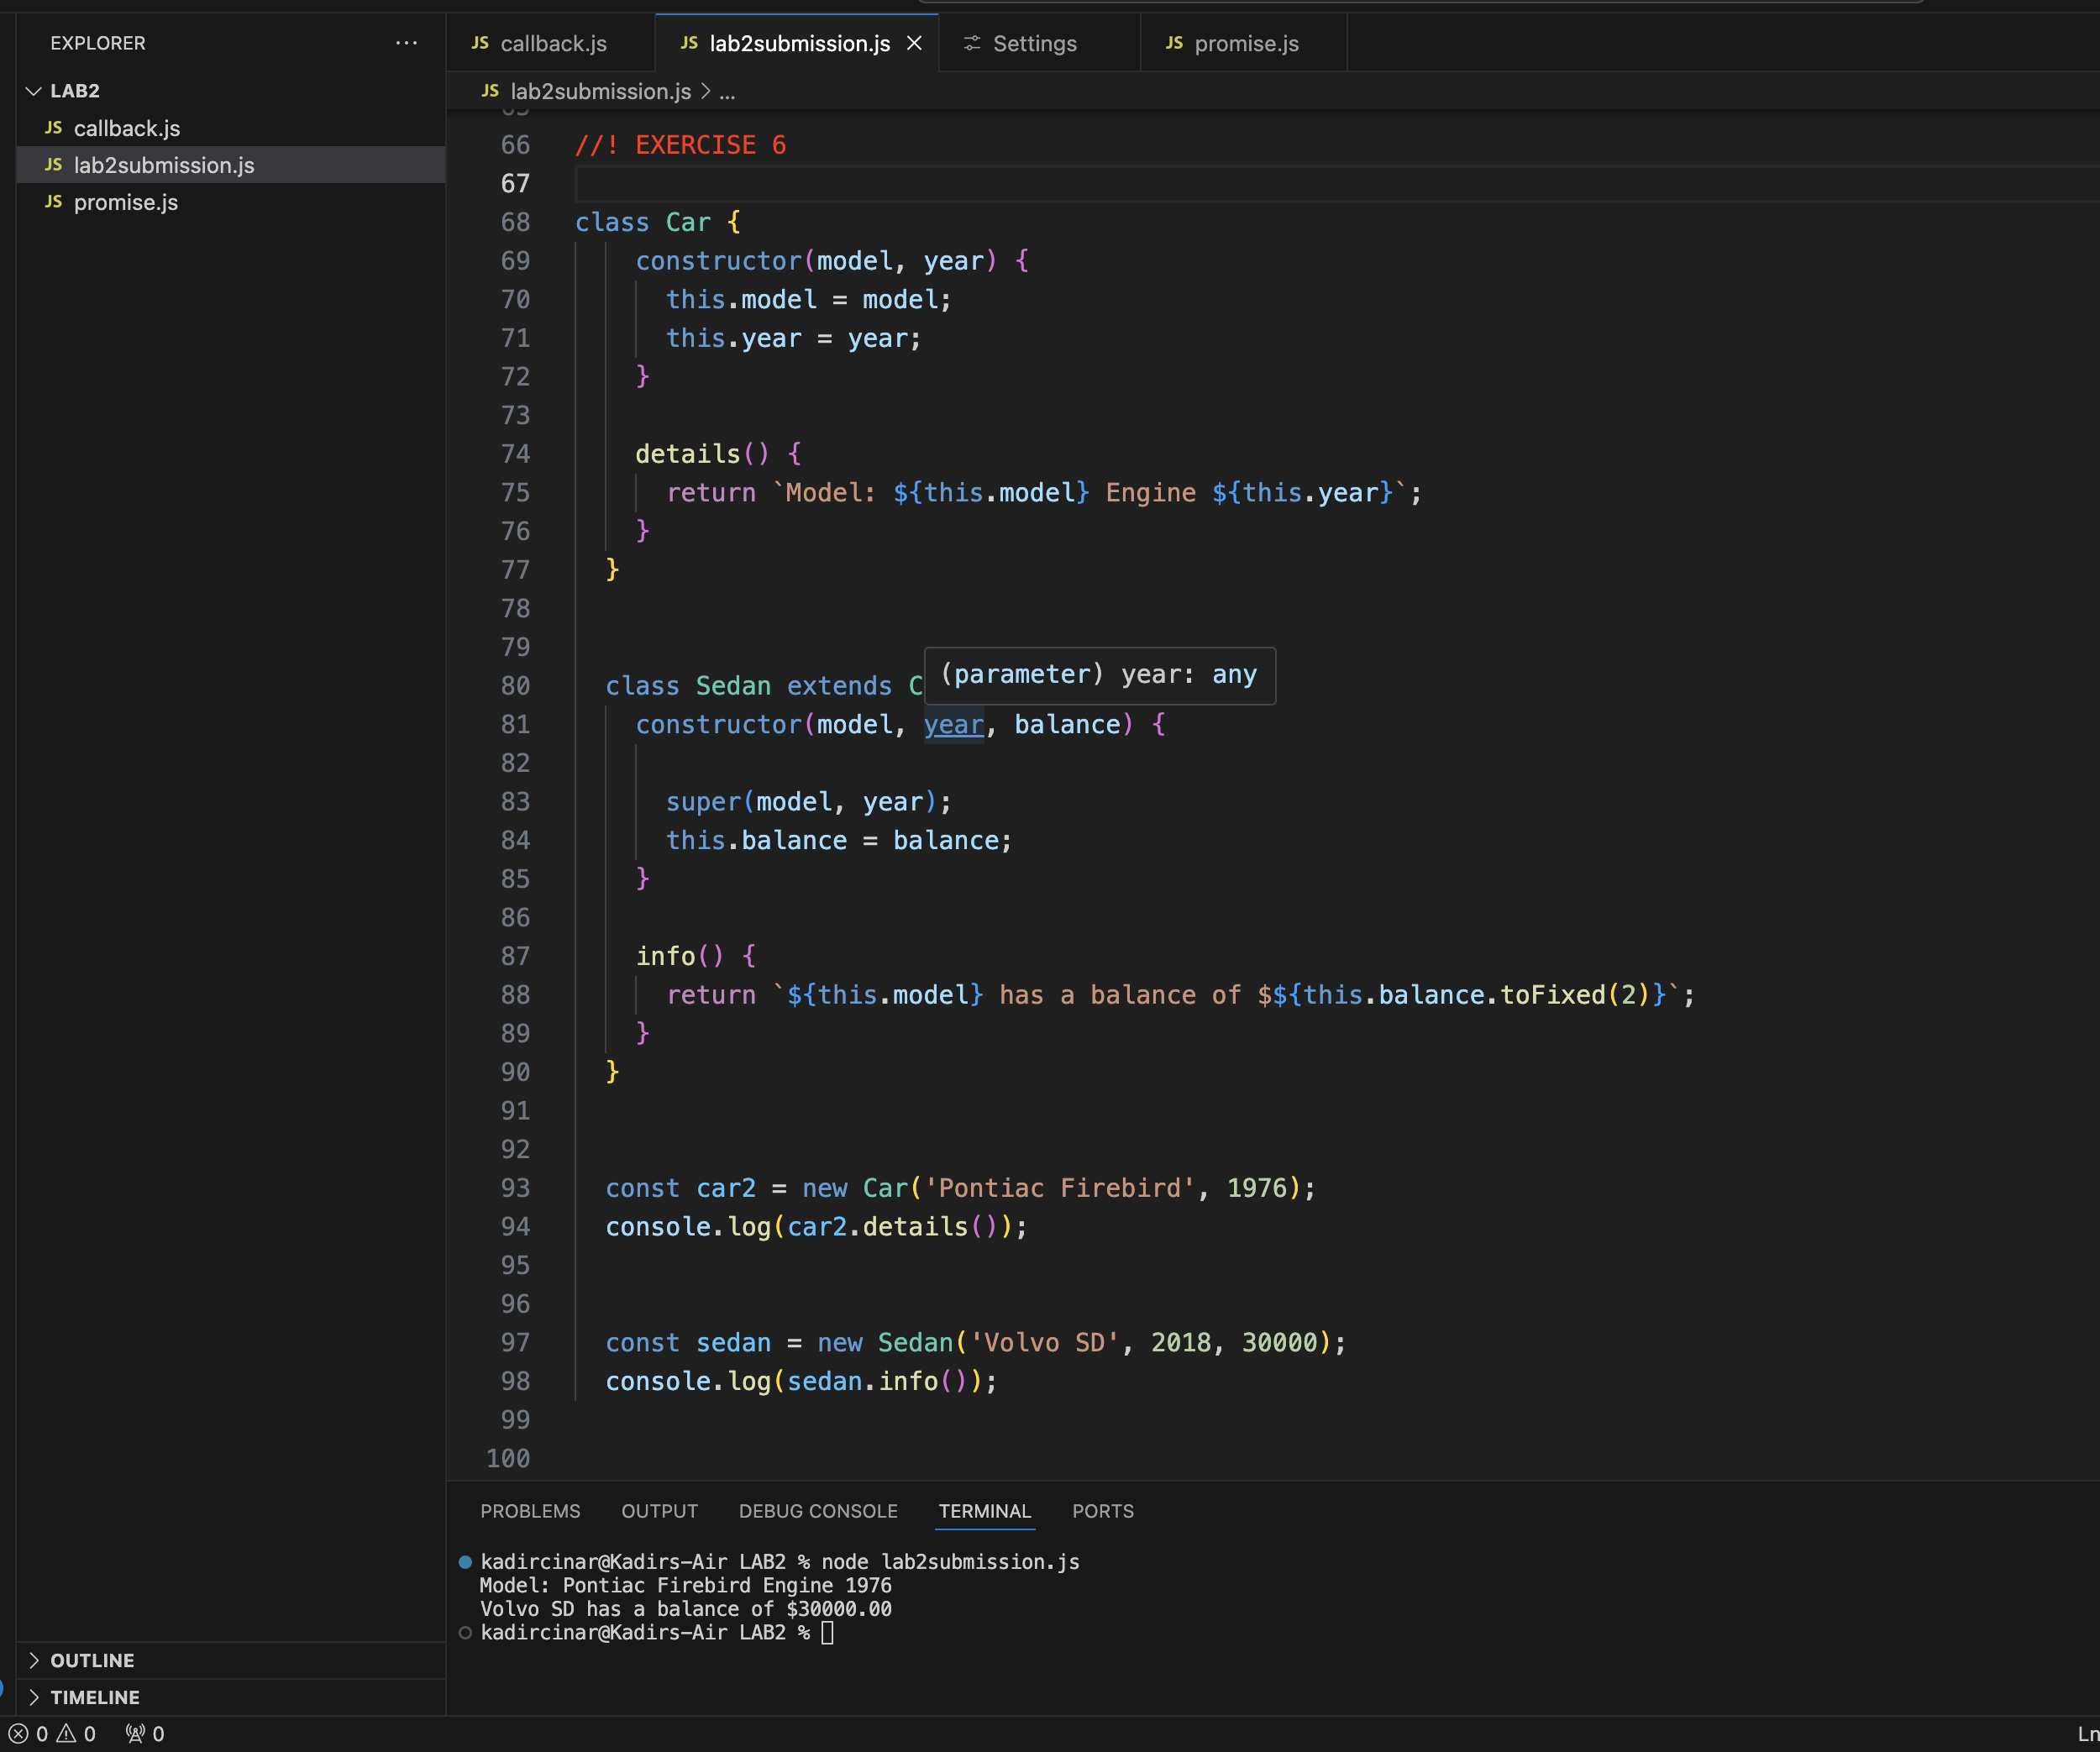 EXPLORER
LAB2
JS callback.js
JS lab2submission.js
JS promise.js
OUTLINE
TIMELINE
JS callback.js
JS lab2submission.js
Settings
JS promise.js
JS lab2submission.js > ...
66 //! EXERCISE 6
67
68 class Car {
69 constructor(model, year) {
70 this.model = model;
71 this.year = year;
72 }
73
74 details() {
75 return `Model: ${this.model} Engine ${this.year}`;
76 }
77 }
78
79
(parameter) year: any
80 class Sedan extends C
81 constructor(model, year, balance) {
82
83 super(model, year);
84 this.balance = balance;
85 }
86
87 info() {
88 return `${this.model} has a balance of $${this.balance.toFixed(2)}`;
89 }
90 }
91
92
93 const car2 = new Car('Pontiac Firebird', 1976);
94 console.log(car2.details());
95
96
97 const sedan = new Sedan('Volvo SD', 2018, 30000);
98 console.log(sedan.info());
99
100
PROBLEMS OUTPUT DEBUG CONSOLE TERMINAL PORTS
kadircinar@Kadirs-Air LAB2 % node lab2submission.js
Model: Pontiac Firebird Engine 1976
Volvo SD has a balance of $30000.00
kadircinar@Kadirs-Air LAB2 %
0 0 0
Ln